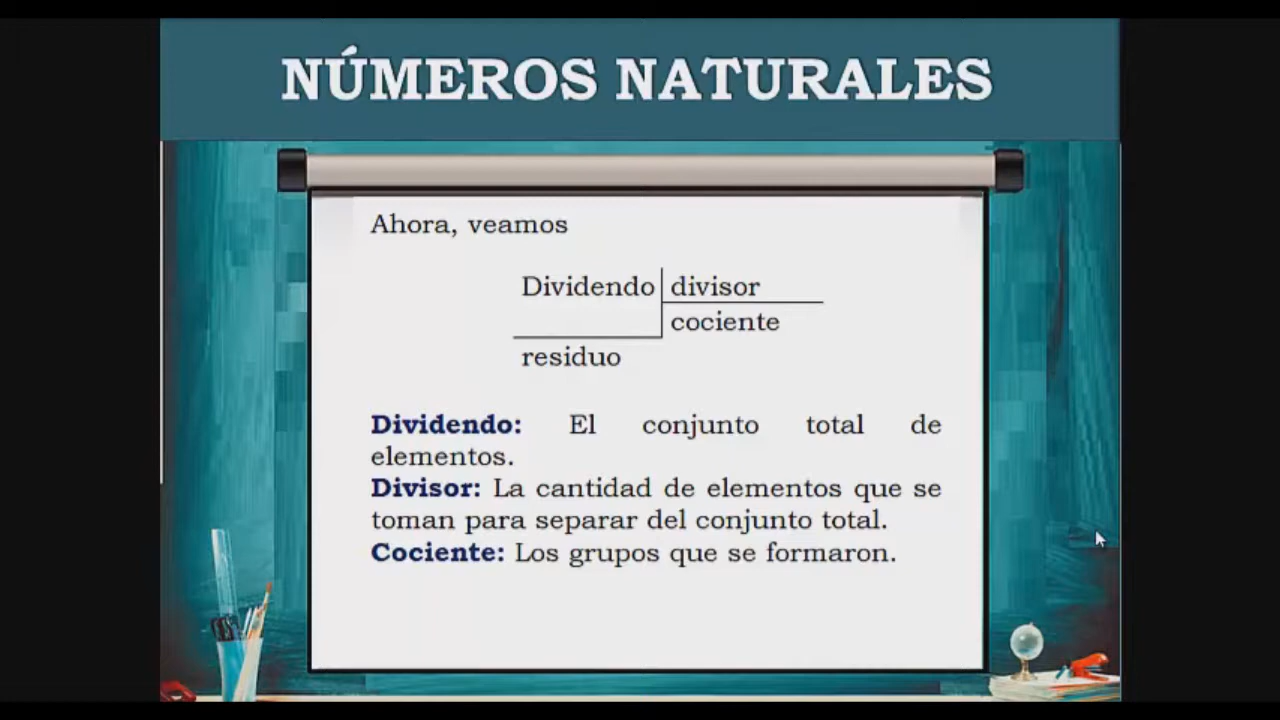 NÚMEROS NATURALES
Ahora, veamos
Dividendo divisor
cociente
residuo
Dividendo: El conjunto total de
elementos.
Divisor: La cantidad de elementos que se
toman para separar del conjunto total.
Cociente: Los grupos que se formaron.